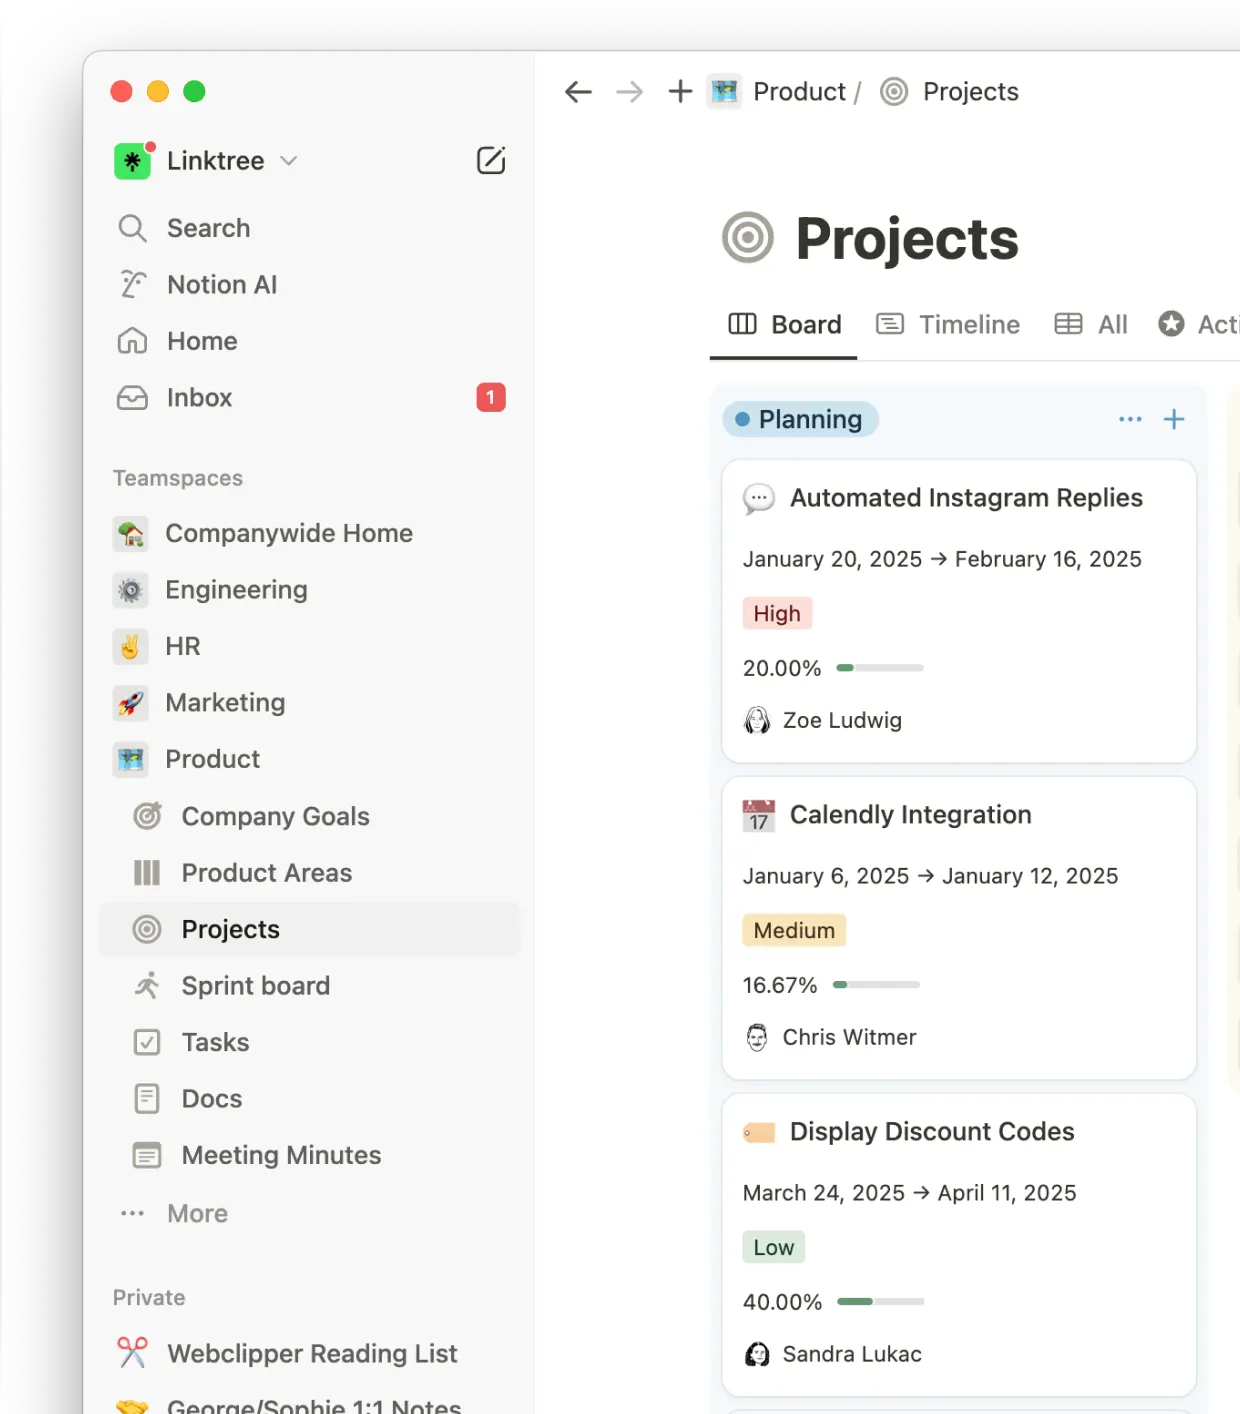 Linktree
Search
Notion AI
Home
Inbox 1
Teamspaces
Companywide Home
Engineering
HR
Marketing
Product
Company Goals
Product Areas
Projects
Sprint board
Tasks
Docs
Meeting Minutes
More
Private
Webclipper Reading List
George/Sophie 1:1 Notes
Product / Projects
Projects
Board Timeline All Acti
Planning
Automated Instagram Replies
January 20, 2025 → February 16, 2025
High
20.00%
Zoe Ludwig
17 Calendly Integration
January 6, 2025 → January 12, 2025
Medium
16.67%
Chris Witmer
Display Discount Codes
March 24, 2025 → April 11, 2025
Low
40.00%
Sandra Lukac